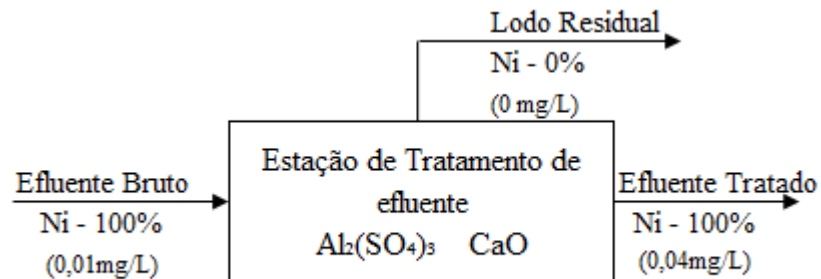 Lodo Residual
Ni - 0%
(0 mg/L)
Efluente Bruto
Ni - 100%
(0,01mg/L)
Estação de Tratamento de
efluente
Al₂(SO₄)₃ CaO
Efluente Tratado
Ni - 100%
(0,04mg/L)